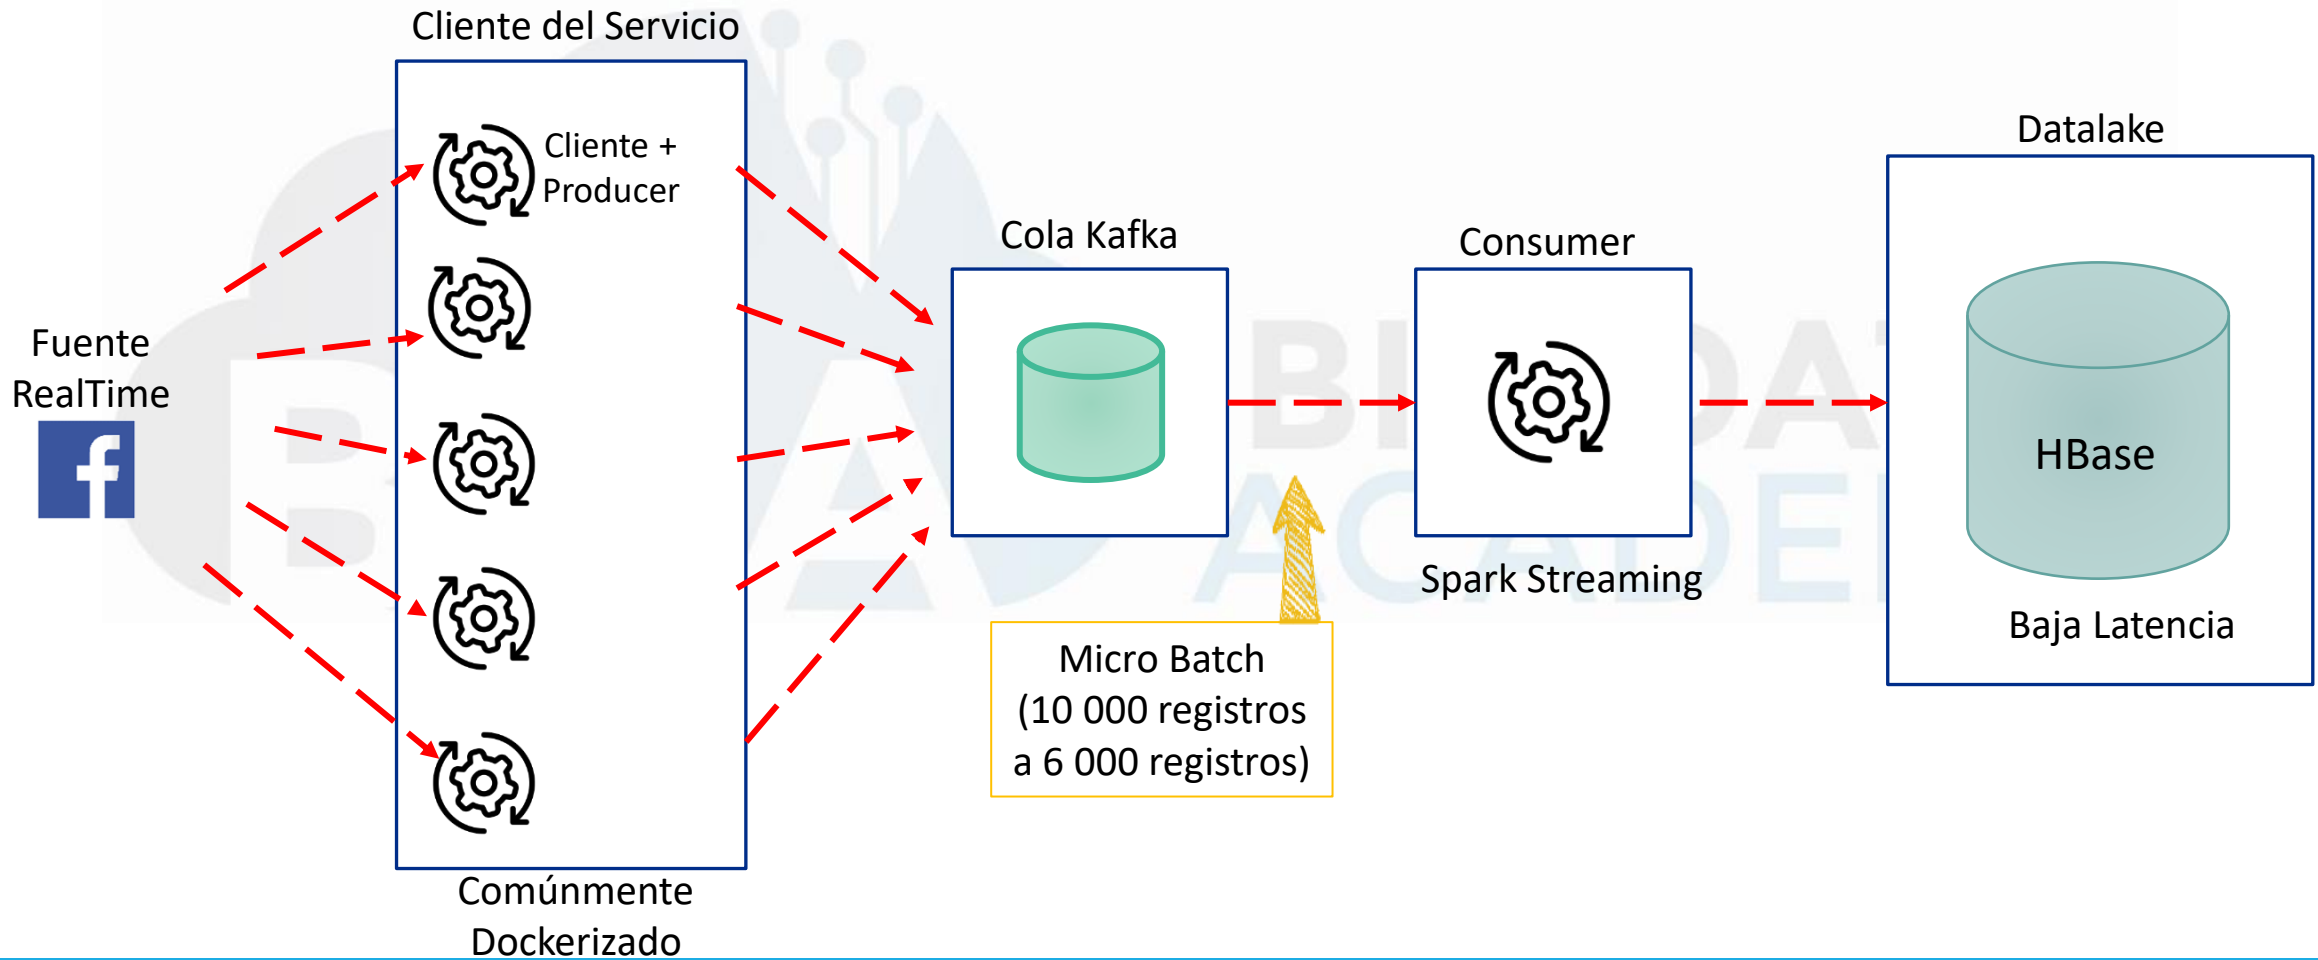 Cliente del Servicio
Cliente +
Producer
Fuente
RealTime
f
Comúnmente
Dockerizado
Cola Kafka
Micro Batch
(10 000 registros
a 6 000 registros)
Consumer
Spark Streaming
Datalake
HBase
Baja Latencia